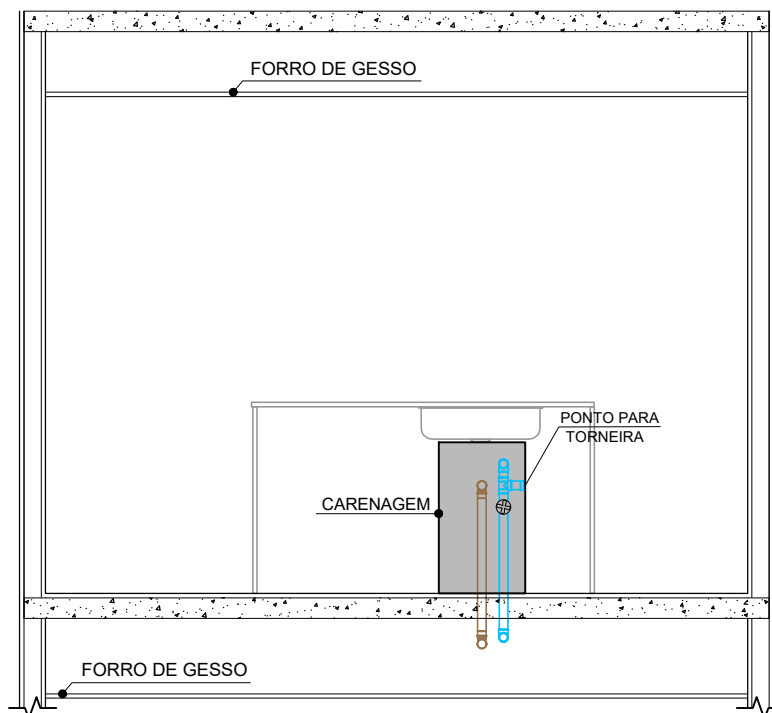 FORRO DE GESSO
PONTO PARA
TORNEIRA
CARENAGEM
FORRO DE GESSO